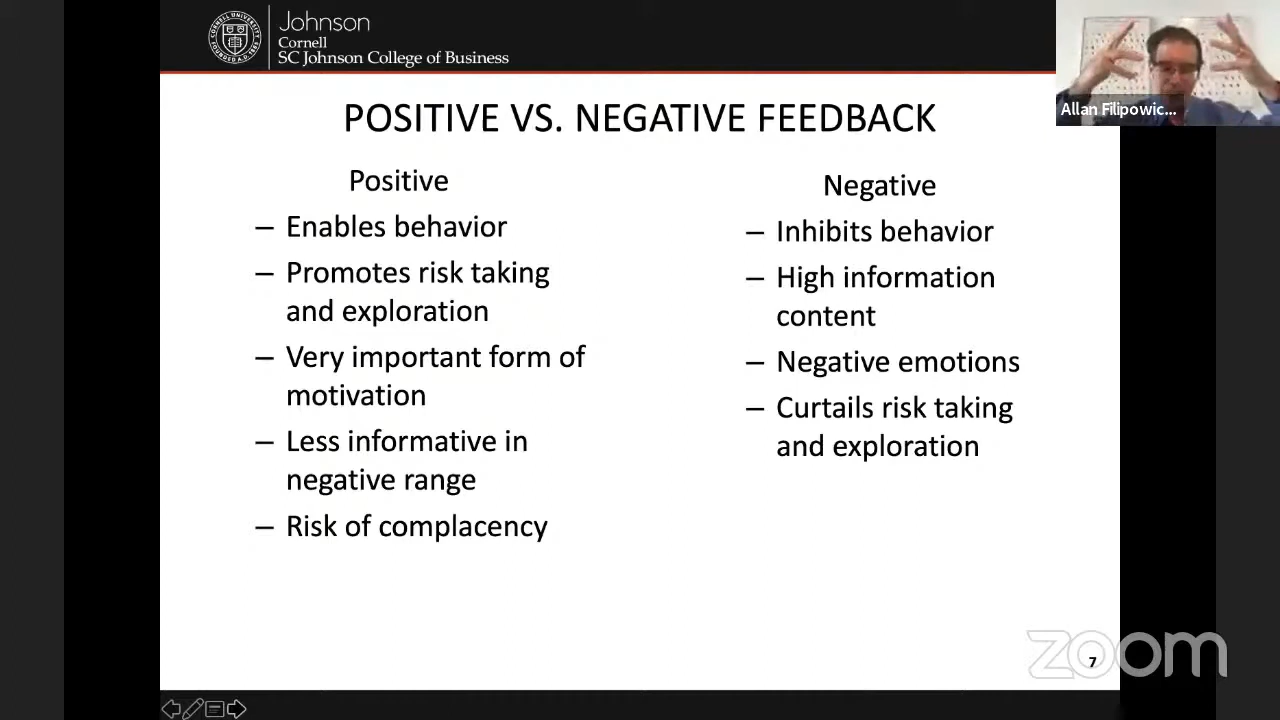 Johnson
Cornell
SC Johnson College of Business
Allan Filipowic...
POSITIVE VS. NEGATIVE FEEDBACK
Positive
– Enables behavior
– Promotes risk taking
and exploration
– Very important form of
motivation
– Less informative in
negative range
– Risk of complacency
Negative
– Inhibits behavior
– High information
content
– Negative emotions
– Curtails risk taking
and exploration
7
zoom